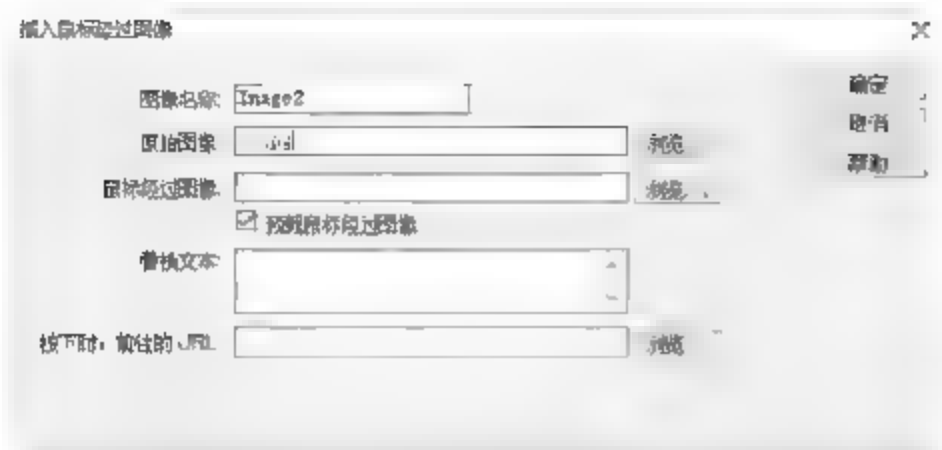 插入鼠标经过图像
图像名称: Image2
确定
原始图像: 浏览
取消
鼠标经过图像: 浏览...
帮助
预载鼠标经过图像
替换文本:
按下时，前往的 URL: 浏览